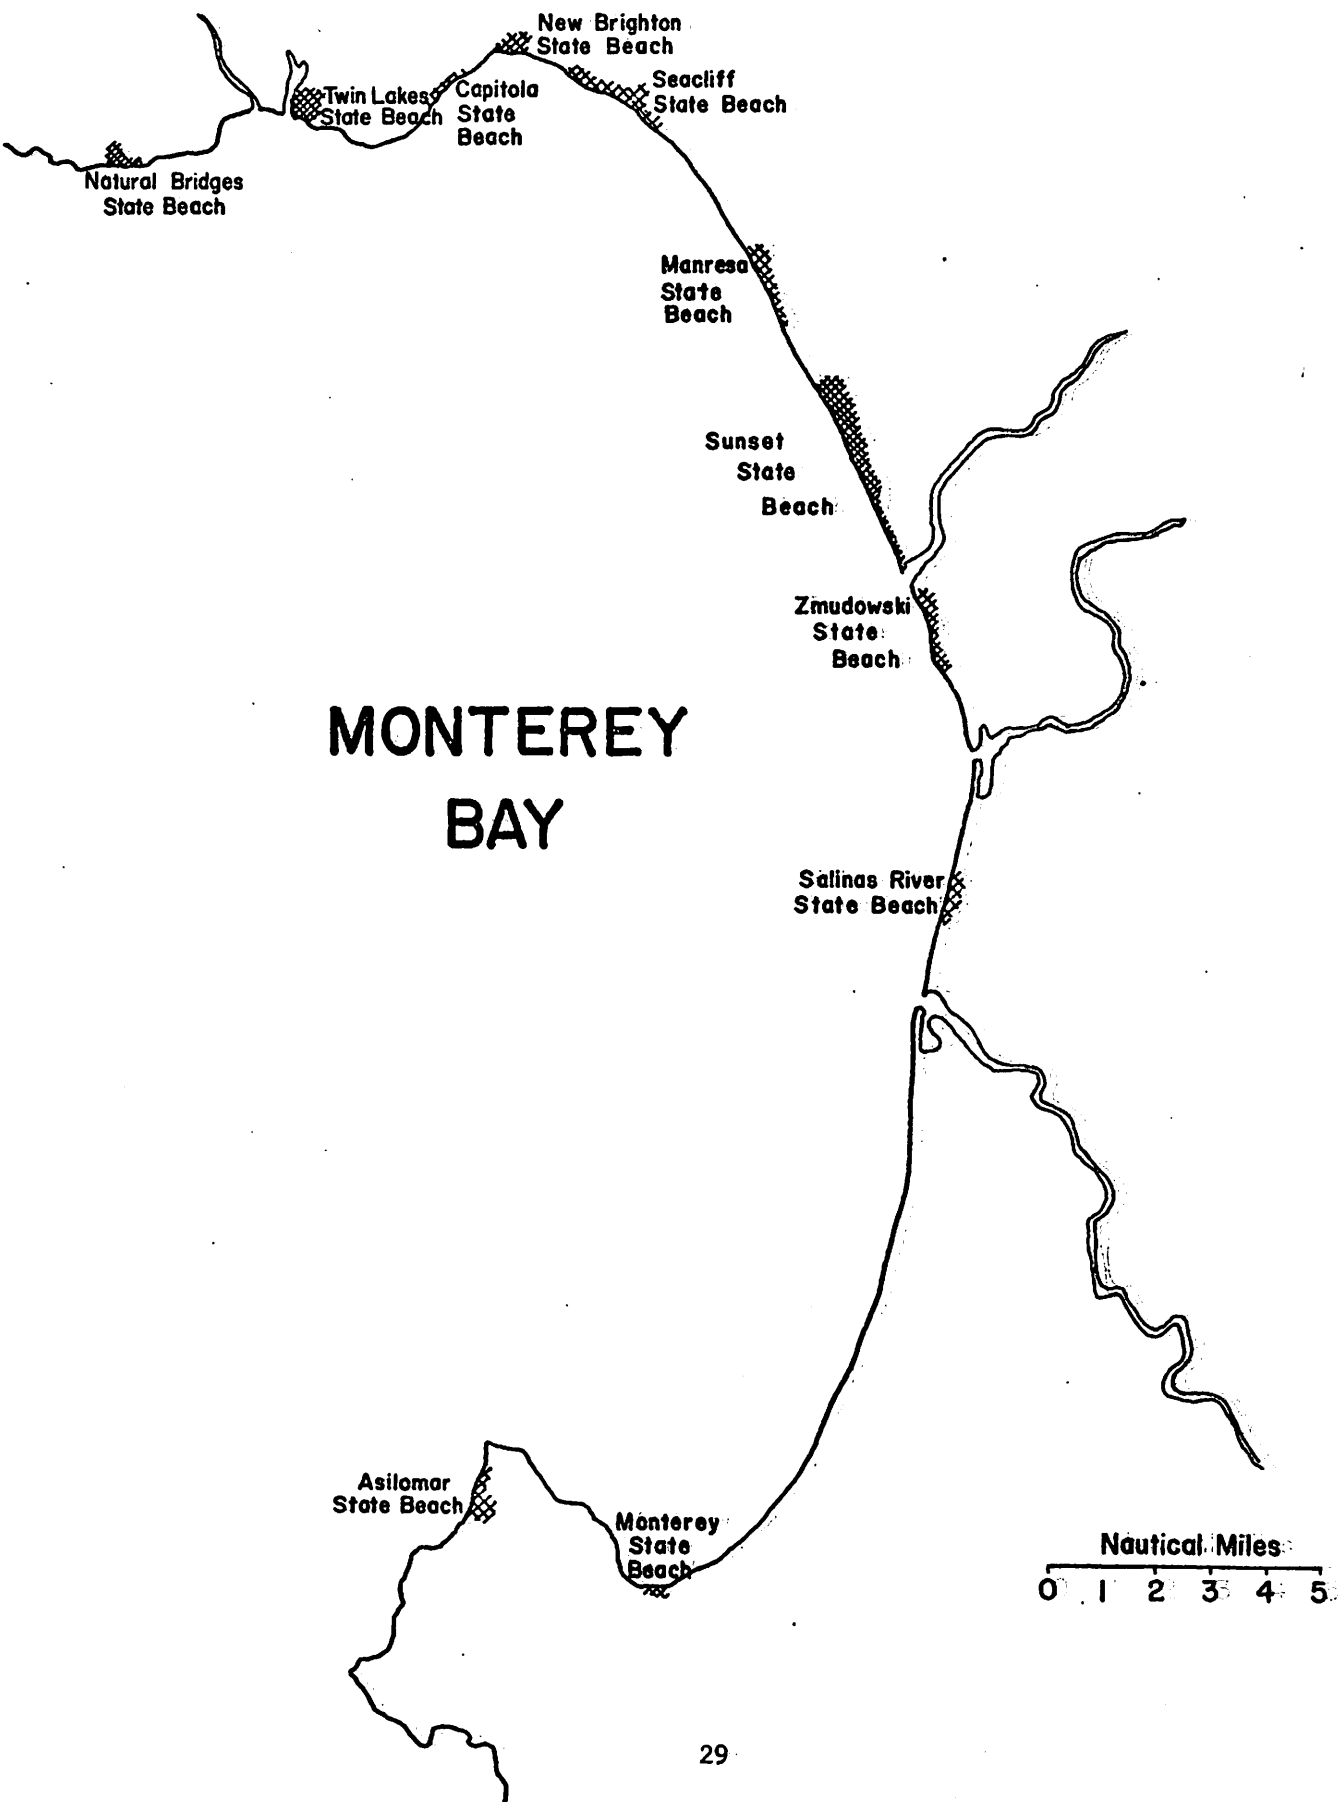 New Brighton
State Beach
Seacliff
State Beach
Twin Lakes
State Beach
Capitola
State
Beach
Natural Bridges
State Beach
Manresa
State
Beach
Sunset
State
Beach
Zmudowski
State
Beach
MONTEREY
BAY
Salinas River
State Beach
Asilomar
State Beach
Monterey
State
Beach
Nautical Miles
0 1 2 3 4 5
29